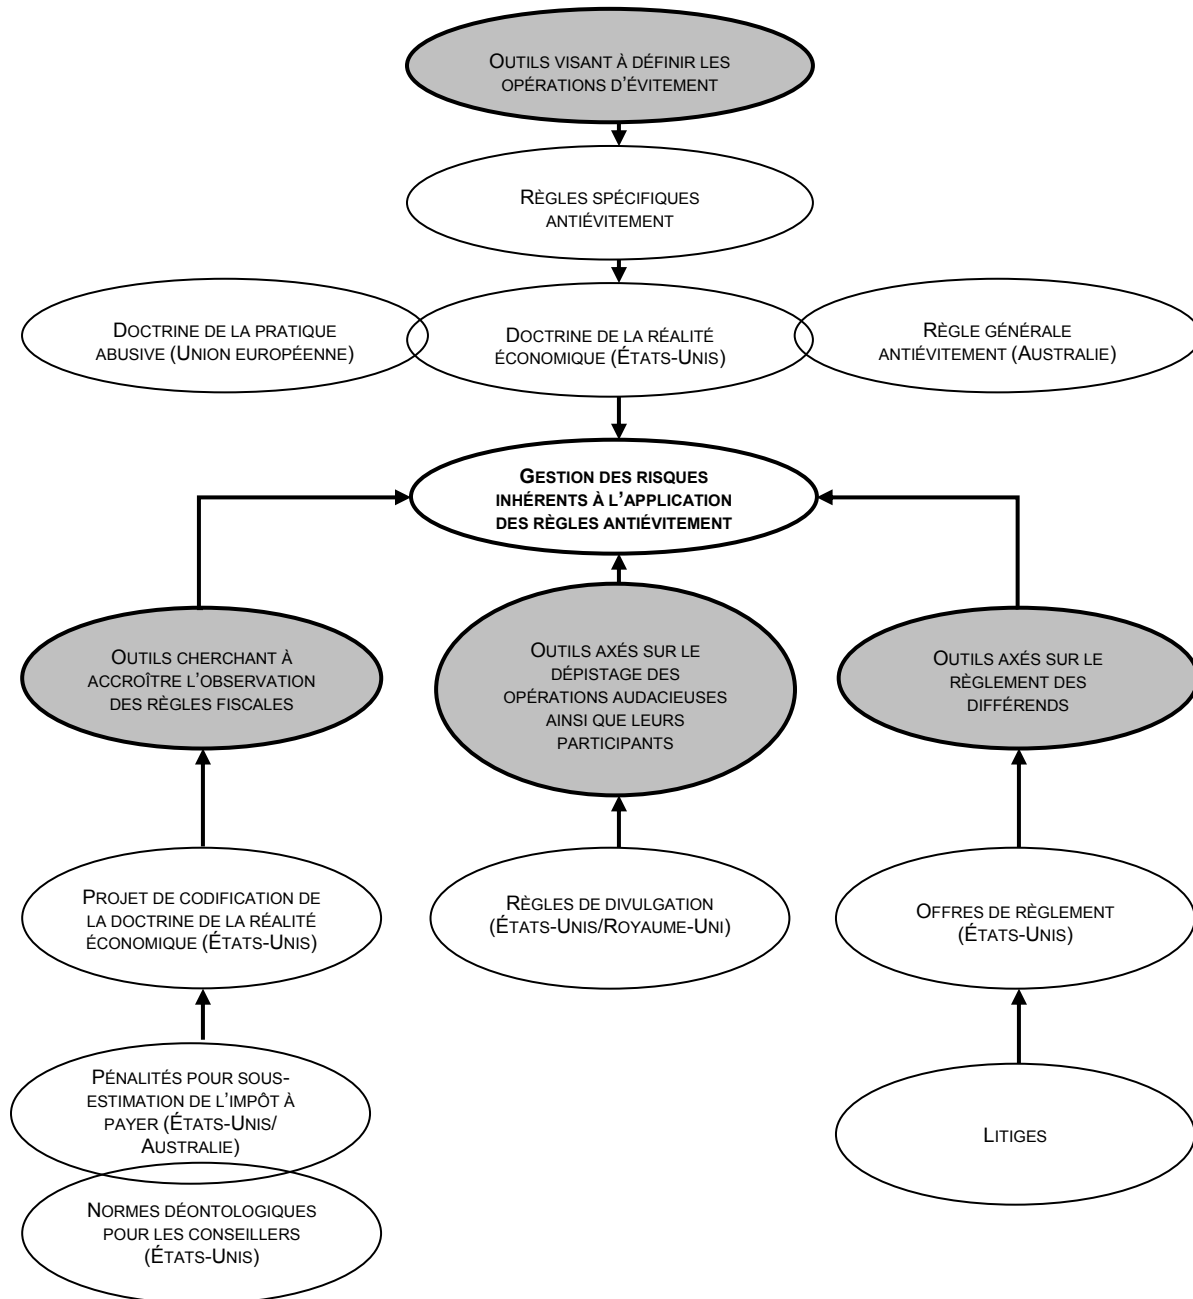 OUTILS VISANT À DÉFINIR LES
OPÉRATIONS D'ÉVITEMENT
RÈGLES SPÉCIFIQUES
ANTIÉVITEMENT
DOCTRINE DE LA PRATIQUE
ABUSIVE (UNION EUROPÉENNE)
DOCTRINE DE LA RÉALITÉ
ÉCONOMIQUE (ÉTATS-UNIS)
RÈGLE GÉNÉRALE
ANTIÉVITEMENT (AUSTRALIE)
GESTION DES RISQUES
INHÉRENTS À L'APPLICATION
DES RÈGLES ANTIÉVITEMENT
OUTILS CHERCHANT À
ACCROÎTRE L'OBSERVATION
DES RÈGLES FISCALES
OUTILS AXÉS SUR LE
DÉPISTAGE DES
OPÉRATIONS AUDACIEUSES
AINSI QUE LEURS
PARTICIPANTS
OUTILS AXÉS SUR LE
RÈGLEMENT DES
DIFFÉRENDS
PROJET DE CODIFICATION DE
LA DOCTRINE DE LA RÉALITÉ
ÉCONOMIQUE (ÉTATS-UNIS)
RÈGLES DE DIVULGATION
(ÉTATS-UNIS/ROYAUME-UNI)
OFFRES DE RÈGLEMENT
(ÉTATS-UNIS)
PÉNALITÉS POUR SOUS-
ESTIMATION DE L'IMPÔT À
PAYER (ÉTATS-UNIS/
AUSTRALIE)
LITIGES
NORMES DÉONTOLOGIQUES
POUR LES CONSEILLERS
(ÉTATS-UNIS)